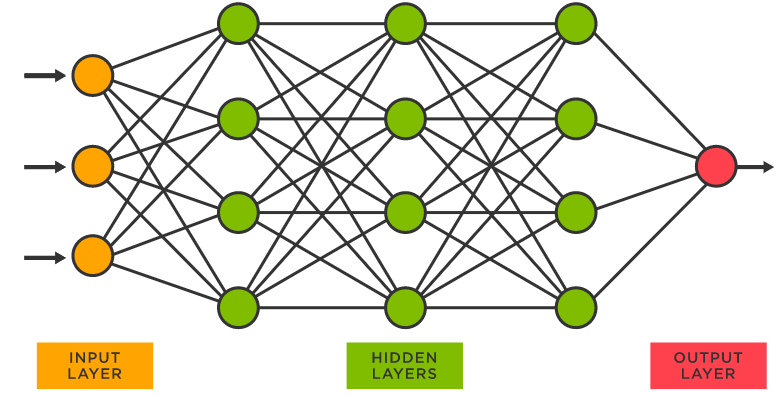 INPUT
LAYER
HIDDEN
LAYERS
OUTPUT
LAYER